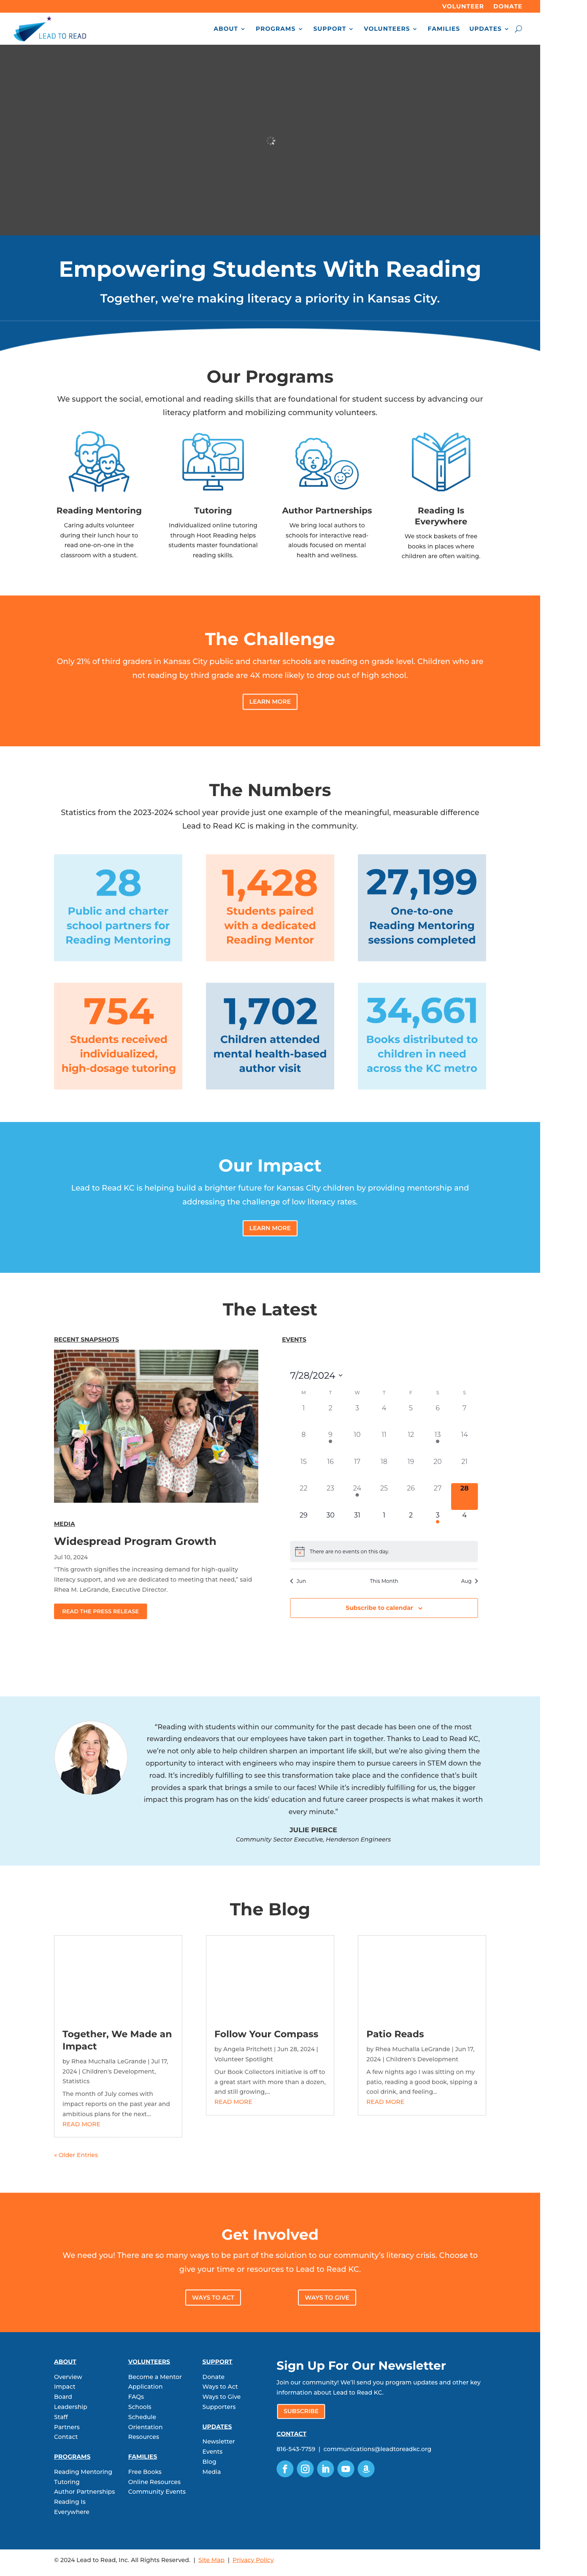 VOLUNTEER DONATE
LEAD TO READ
ABOUT PROGRAMS SUPPORT VOLUNTEERS FAMILIES UPDATES
Empowering Students With Reading
Together, we're making literacy a priority in Kansas City.
Our Programs
We support the social, emotional and reading skills that are foundational for student success by advancing our
literacy platform and mobilizing community volunteers.
Reading Mentoring
Caring adults volunteer
during their lunch hour to
read one-on-one in the
classroom with a student.
Tutoring
Individualized online tutoring
through Hoot Reading helps
students master foundational
reading skills.
Author Partnerships
We bring local authors to
schools for interactive read-
alouds focused on mental
health and wellness.
Reading Is
Everywhere
We stock baskets of free
books in places where
children are often waiting.
The Challenge
Only 21% of third graders in Kansas City public and charter schools are reading on grade level. Children who are
not reading by third grade are 4X more likely to drop out of high school.
LEARN MORE
The Numbers
Statistics from the 2023-2024 school year provide just one example of the meaningful, measurable difference
Lead to Read KC is making in the community.
28
Public and charter
school partners for
Reading Mentoring
1,428
Students paired
with a dedicated
Reading Mentor
27,199
One-to-one
Reading Mentoring
sessions completed
754
Students received
individualized,
high-dosage tutoring
1,702
Children attended
mental health-based
author visit
34,661
Books distributed to
children in need
across the KC metro
Our Impact
Lead to Read KC is helping build a brighter future for Kansas City children by providing mentorship and
addressing the challenge of low literacy rates.
LEARN MORE
The Latest
RECENT SNAPSHOTS
MEDIA
Widespread Program Growth
Jul 10, 2024
“This growth signifies the increasing demand for high-quality
literacy support, and we are dedicated to meeting that need,” said
Rhea M. LeGrande, Executive Director.
READ THE PRESS RELEASE
EVENTS
7/28/2024
M T W T F S S
1 2 3 4 5 6 7
8 9 10 11 12 13 14
15 16 17 18 19 20 21
22 23 24 25 26 27 28
29 30 31 1 2 3 4
There are no events on this day.
Jun This Month Aug
Subscribe to calendar
“Reading with students within our community for the past decade has been one of the most
rewarding endeavors that our employees have taken part in together. Thanks to Lead to Read KC,
we’re not only able to help children sharpen an important life skill, but we’re also giving them the
opportunity to interact with engineers who may inspire them to pursue careers in STEM down the
road. It’s incredibly fulfilling to see this transformation take place and the confidence that’s built
provides a spark that brings a smile to our faces! While it’s incredibly fulfilling for us, the bigger
impact this program has on the kids’ education and future career prospects is what makes it worth
every minute.”
JULIE PIERCE
Community Sector Executive, Henderson Engineers
The Blog
Together, We Made an
Impact
by Rhea Muchalla LeGrande | Jul 17,
2024 | Children's Development,
Statistics
The month of July comes with
impact reports on the past year and
ambitious plans for the next...
READ MORE
Follow Your Compass
by Angela Pritchett | Jun 28, 2024 |
Volunteer Spotlight
Our Book Collectors initiative is off to
a great start with more than a dozen,
and still growing,...
READ MORE
Patio Reads
by Rhea Muchalla LeGrande | Jun 17,
2024 | Children's Development
A few nights ago I was sitting on my
patio, reading a good book, sipping a
cool drink, and feeling...
READ MORE
« Older Entries
Get Involved
We need you! There are so many ways to be part of the solution to our community’s literacy crisis. Choose to
give your time or resources to Lead to Read KC.
WAYS TO ACT
WAYS TO GIVE
ABOUT
Overview
Impact
Board
Leadership
Staff
Partners
Contact
PROGRAMS
Reading Mentoring
Tutoring
Author Partnerships
Reading Is
Everywhere
VOLUNTEERS
Become a Mentor
Application
FAQs
Schools
Schedule
Orientation
Resources
FAMILIES
Free Books
Online Resources
Community Events
SUPPORT
Donate
Ways to Act
Ways to Give
Supporters
UPDATES
Newsletter
Events
Blog
Media
Sign Up For Our Newsletter
Join our community! We’ll send you program updates and other key
information about Lead to Read KC.
SUBSCRIBE
CONTACT
816-543-7759 | communications@leadtoreadkc.org
© 2024 Lead to Read, Inc. All Rights Reserved. | Site Map | Privacy Policy